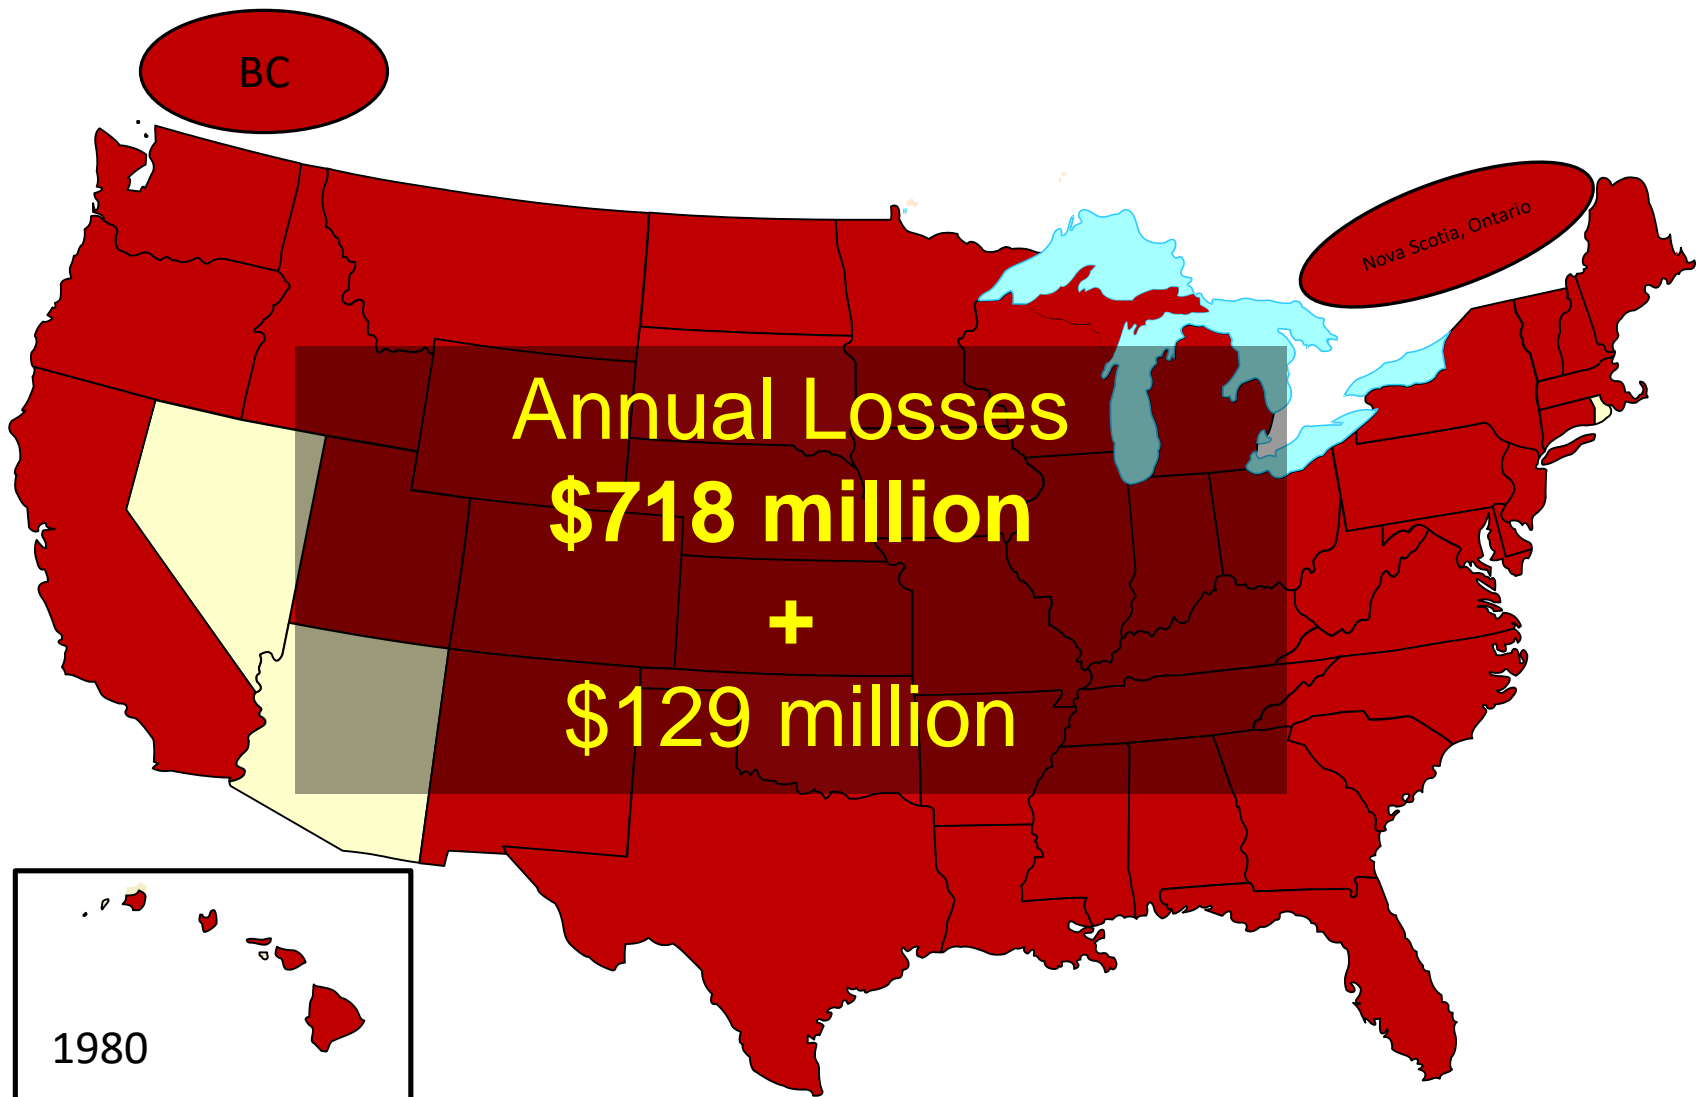 BC
Nova Scotia, Ontario
Annual Losses
$718 million
+
$129 million
1980